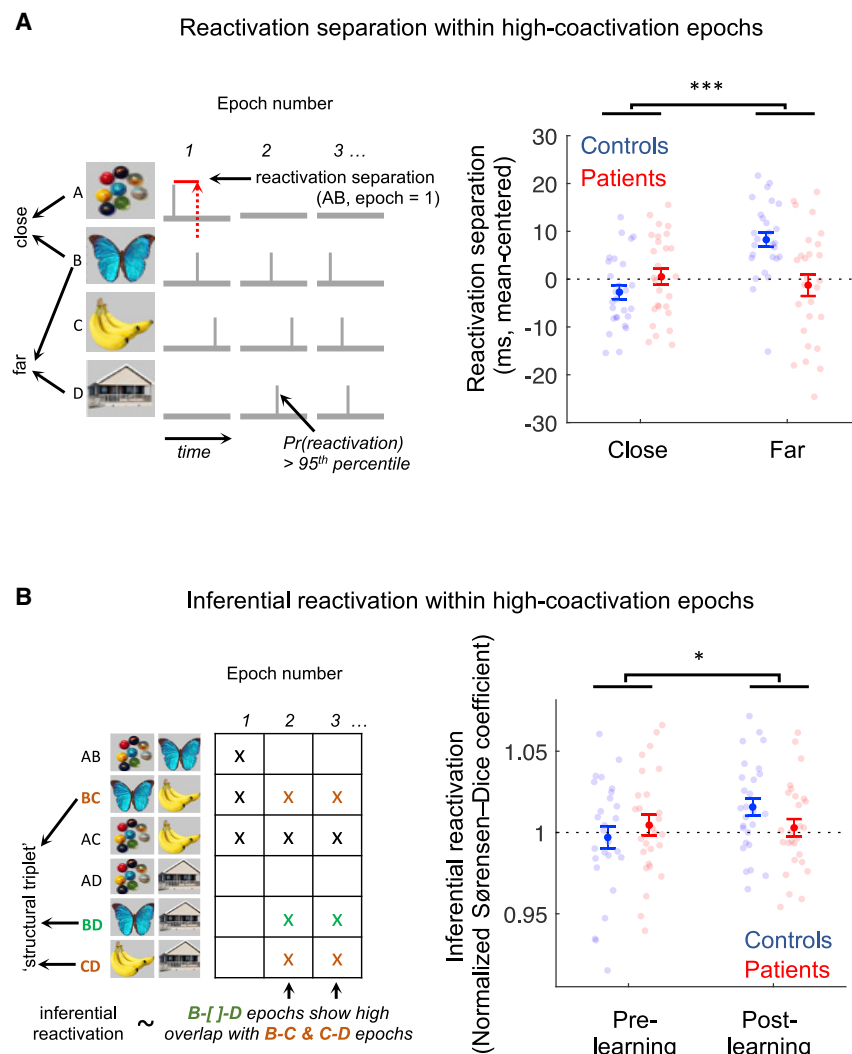 A
Reactivation separation within high-coactivation epochs
Epoch number
1 2 3 ...
reactivation separation
(AB, epoch = 1)
close
far
A
B
C
D
time
Pr(reactivation)
> 95th percentile
***
Controls
Patients
Reactivation separation
(ms, mean-centered)
30
20
10
0
-10
-20
-30
Close Far
B
Inferential reactivation within high-coactivation epochs
Epoch number
1 2 3 ...
'structural triplet'
AB x
BC x x x
AC x x x
AD
BD x x
CD x x
inferential
reactivation
~
B-[ ]-D epochs show high
overlap with B-C & C-D epochs
*
Inferential reactivation
(Normalized Sørensen–Dice coefficient)
1.05
1
0.95
Controls
Patients
Pre-
learning
Post-
learning